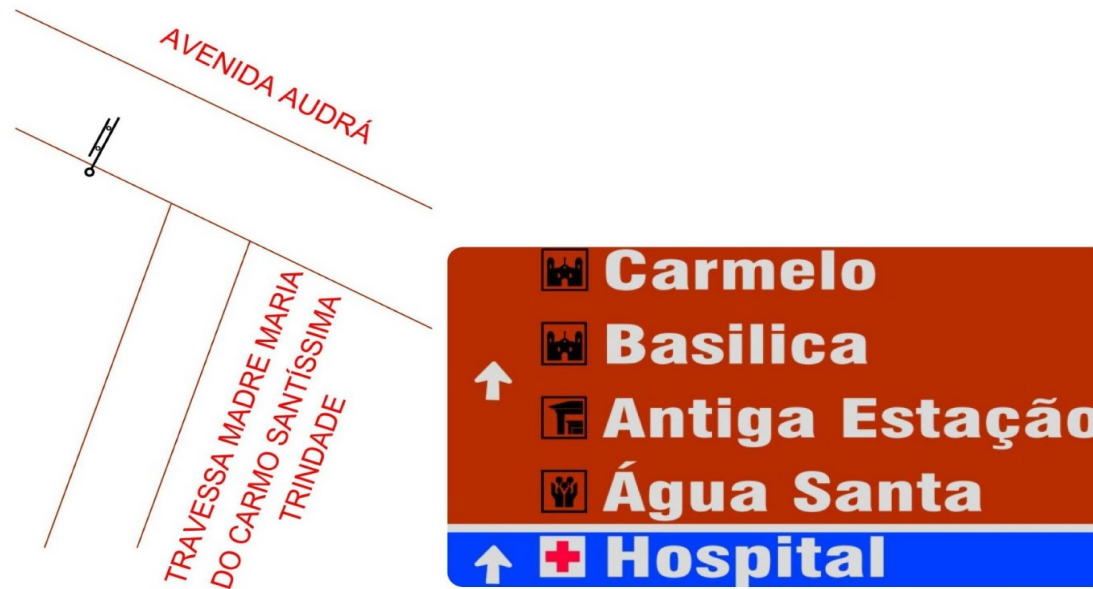 AVENIDA AUDRÁ
TRAVESSA MADRE MARIA
DO CARMO SANTÍSSIMA
TRINDADE
Carmelo
Basilica
Antiga Estação
Água Santa
Hospital